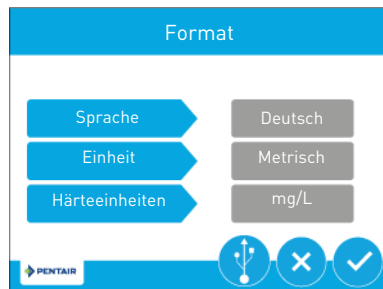 Format
Sprache Deutsch
Einheit Metrisch
Härteeinheiten mg/L
PENTAIR